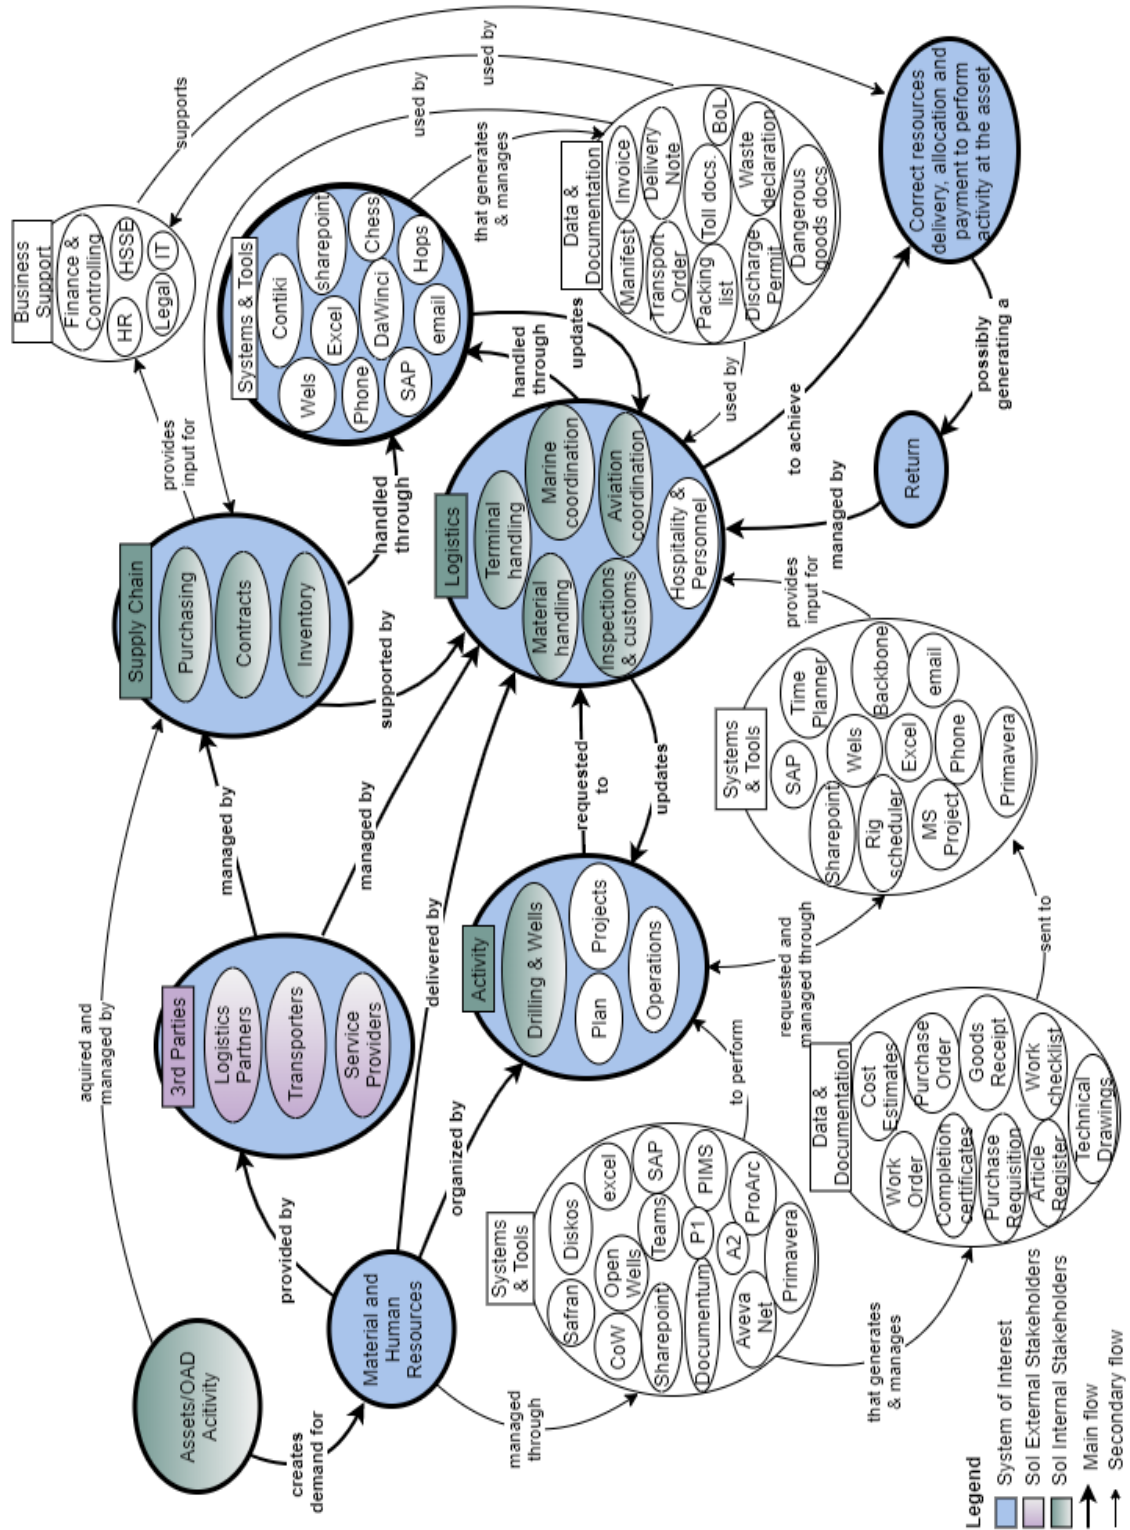 Assets/OAD
Acitivity
creates
demand for
Material and
Human
Resources
aquired and
managed by
provided by
3rd Parties
Logistics
Partners
Transporters
Service
Providers
managed by
managed by
delivered by
organized by
Supply Chain
Purchasing
Contracts
Inventory
provides
input for
supported by
handled
through
Business
Support
Finance &
Controlling
HR
HSSE
Legal
IT
supports
used by
used by
Systems & Tools
Contiki
sharepoint
Wels
Excel
Chess
Phone
DaWinci
SAP
email
Hops
that generates
& manages
Data &
Documentation
Manifest
Invoice
Transport
Order
Delivery
Note
Packing
list
Toll docs.
BoL
Discharge
Permit
Waste
declaration
Dangerous
goods docs.
handled
through
updates
used by
Logistics
Terminal
handling
Marine
coordination
Material
handling
Aviation
coordination
Inspections
& customs
Hospitality &
Personnel
to achieve
Correct resources
delivery, allocation and
payment to perform
activity at the asset
possibly
generating a
Return
managed by
requested
to
updates
Activity
Drilling & Wells
Plan
Projects
Operations
managed
through
Systems
& Tools
Safran
Diskos
excel
CoW
Open
Wells
Teams
SAP
Sharepoint
Documentum
P1
PIMS
Aveva
Net
A2
ProArc
Primavera
to perform
that generates
& manages
Data &
Documentation
Work
Order
Cost
Estimates
Completion
certificates
Purchase
Order
Purchase
Requisition
Goods
Receipt
Article
Register
Work
checklist
Technical
Drawings
sent to
requested and
managed through
Systems
& Tools
SAP
Time
Planner
Sharepoint
Wels
Backbone
Rig
scheduler
Excel
email
MS
Project
Phone
Primavera
provides
input for
Legend
System of Interest
SoI External Stakeholders
SoI Internal Stakeholders
Main flow
Secondary flow